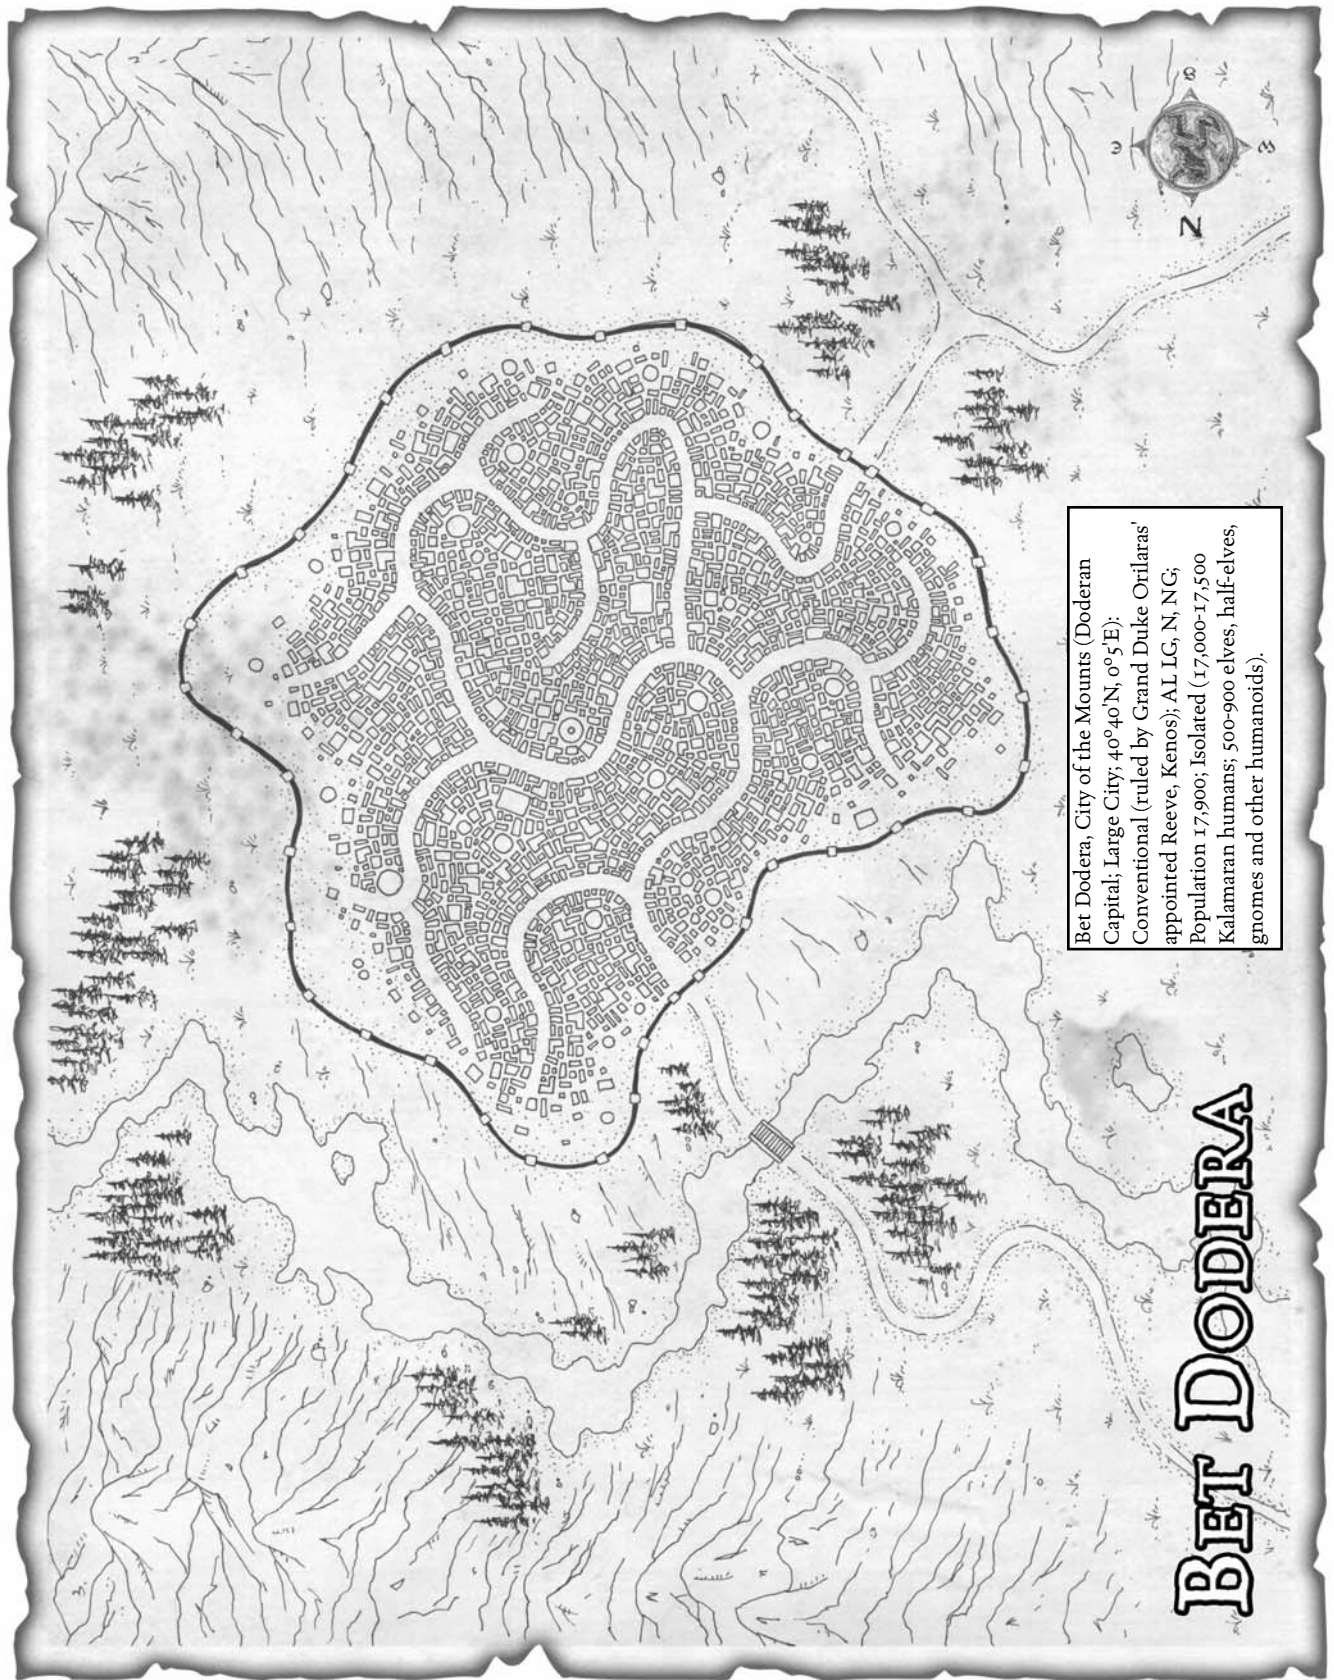 Bet Dodera, City of the Mounts (Doderan
Capital; Large City; 40°40'N, 0°5'E):
Conventional (ruled by Grand Duke Orilaras'
appointed Reeve, Kenos); AL LG, N, NG;
Population 17,900; Isolated (17,000-17,500
Kalamaran humans; 500-900 elves, half-elves,
gnomes and other humanoids).
BET DODERA
N